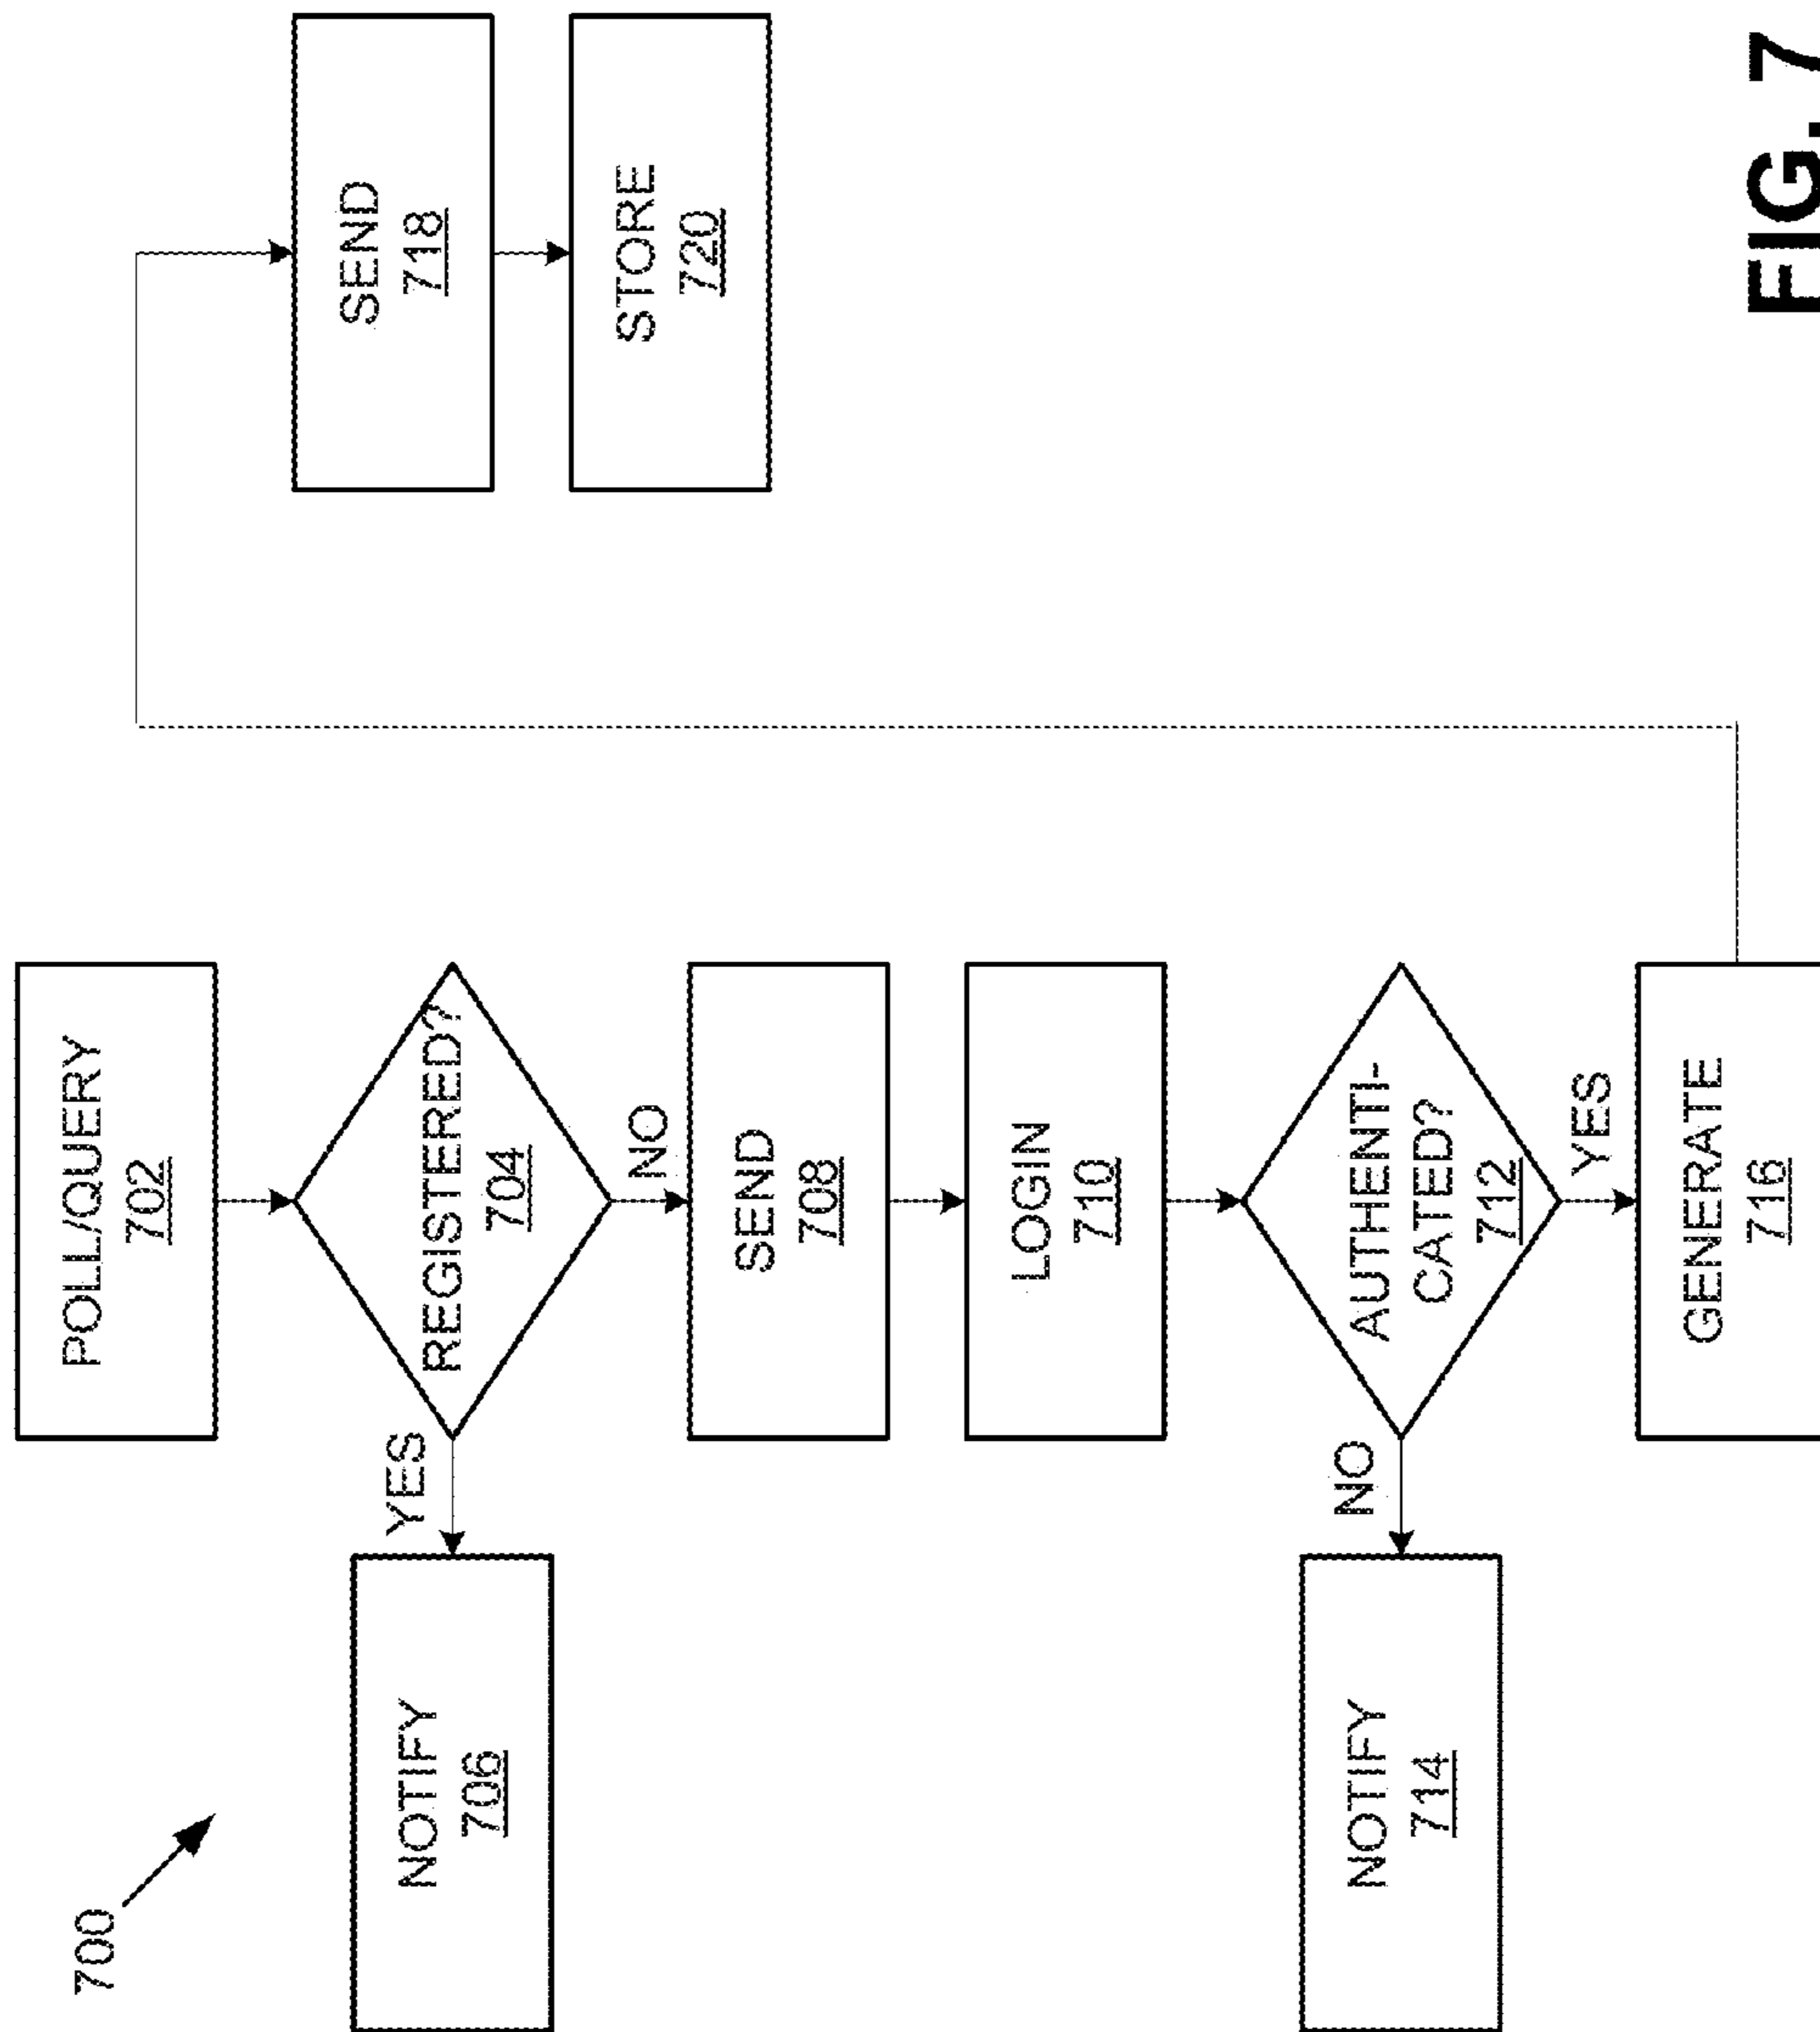 700
POLL/QUERY
702
REGISTERED?
704
YES
NOTIFY
706
NO
SEND
708
LOGIN
710
AUTHENTI-
CATED?
712
NO
NOTIFY
714
YES
GENERATE
716
SEND
718
STORE
720
FIG. 7